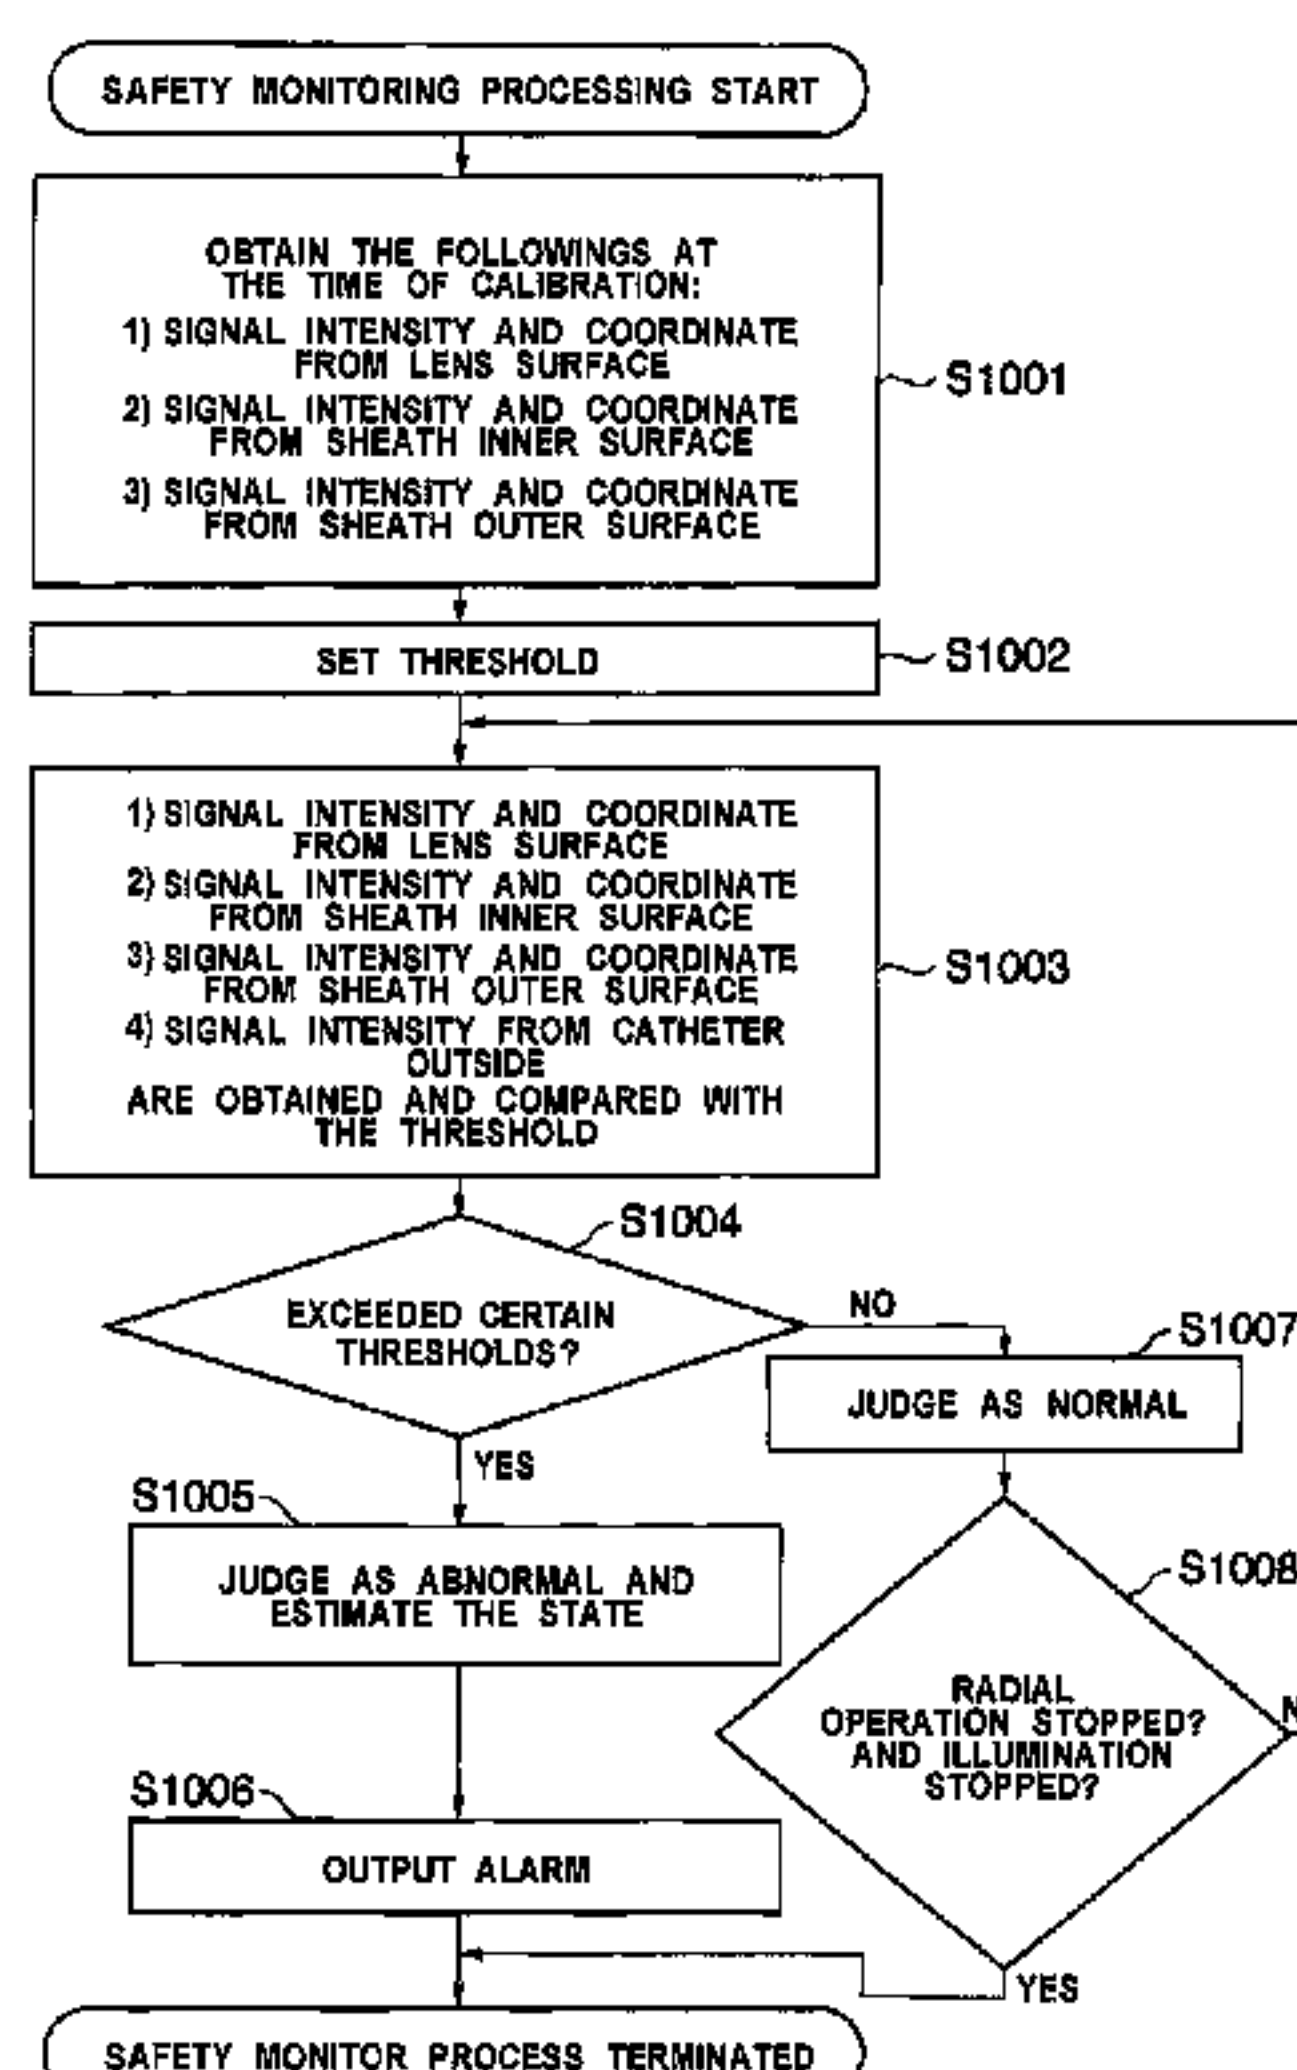 SAFETY MONITORING PROCESSING START
OBTAIN THE FOLLOWINGS AT
THE TIME OF CALIBRATION:
1) SIGNAL INTENSITY AND COORDINATE
FROM LENS SURFACE
2) SIGNAL INTENSITY AND COORDINATE
FROM SHEATH INNER SURFACE
3) SIGNAL INTENSITY AND COORDINATE
FROM SHEATH OUTER SURFACE
S1001
SET THRESHOLD
S1002
1) SIGNAL INTENSITY AND COORDINATE
FROM LENS SURFACE
2) SIGNAL INTENSITY AND COORDINATE
FROM SHEATH INNER SURFACE
3) SIGNAL INTENSITY AND COORDINATE
FROM SHEATH OUTER SURFACE
4) SIGNAL INTENSITY FROM CATHETER
OUTSIDE
ARE OBTAINED AND COMPARED WITH
THE THRESHOLD
S1003
S1004
EXCEEDED CERTAIN
THRESHOLDS?
NO
S1007
JUDGE AS NORMAL
YES
S1005
JUDGE AS ABNORMAL AND
ESTIMATE THE STATE
S1008
RADIAL
OPERATION STOPPED?
AND ILLUMINATION
STOPPED?
S1006
OUTPUT ALARM
YES
SAFETY MONITOR PROCESS TERMINATED